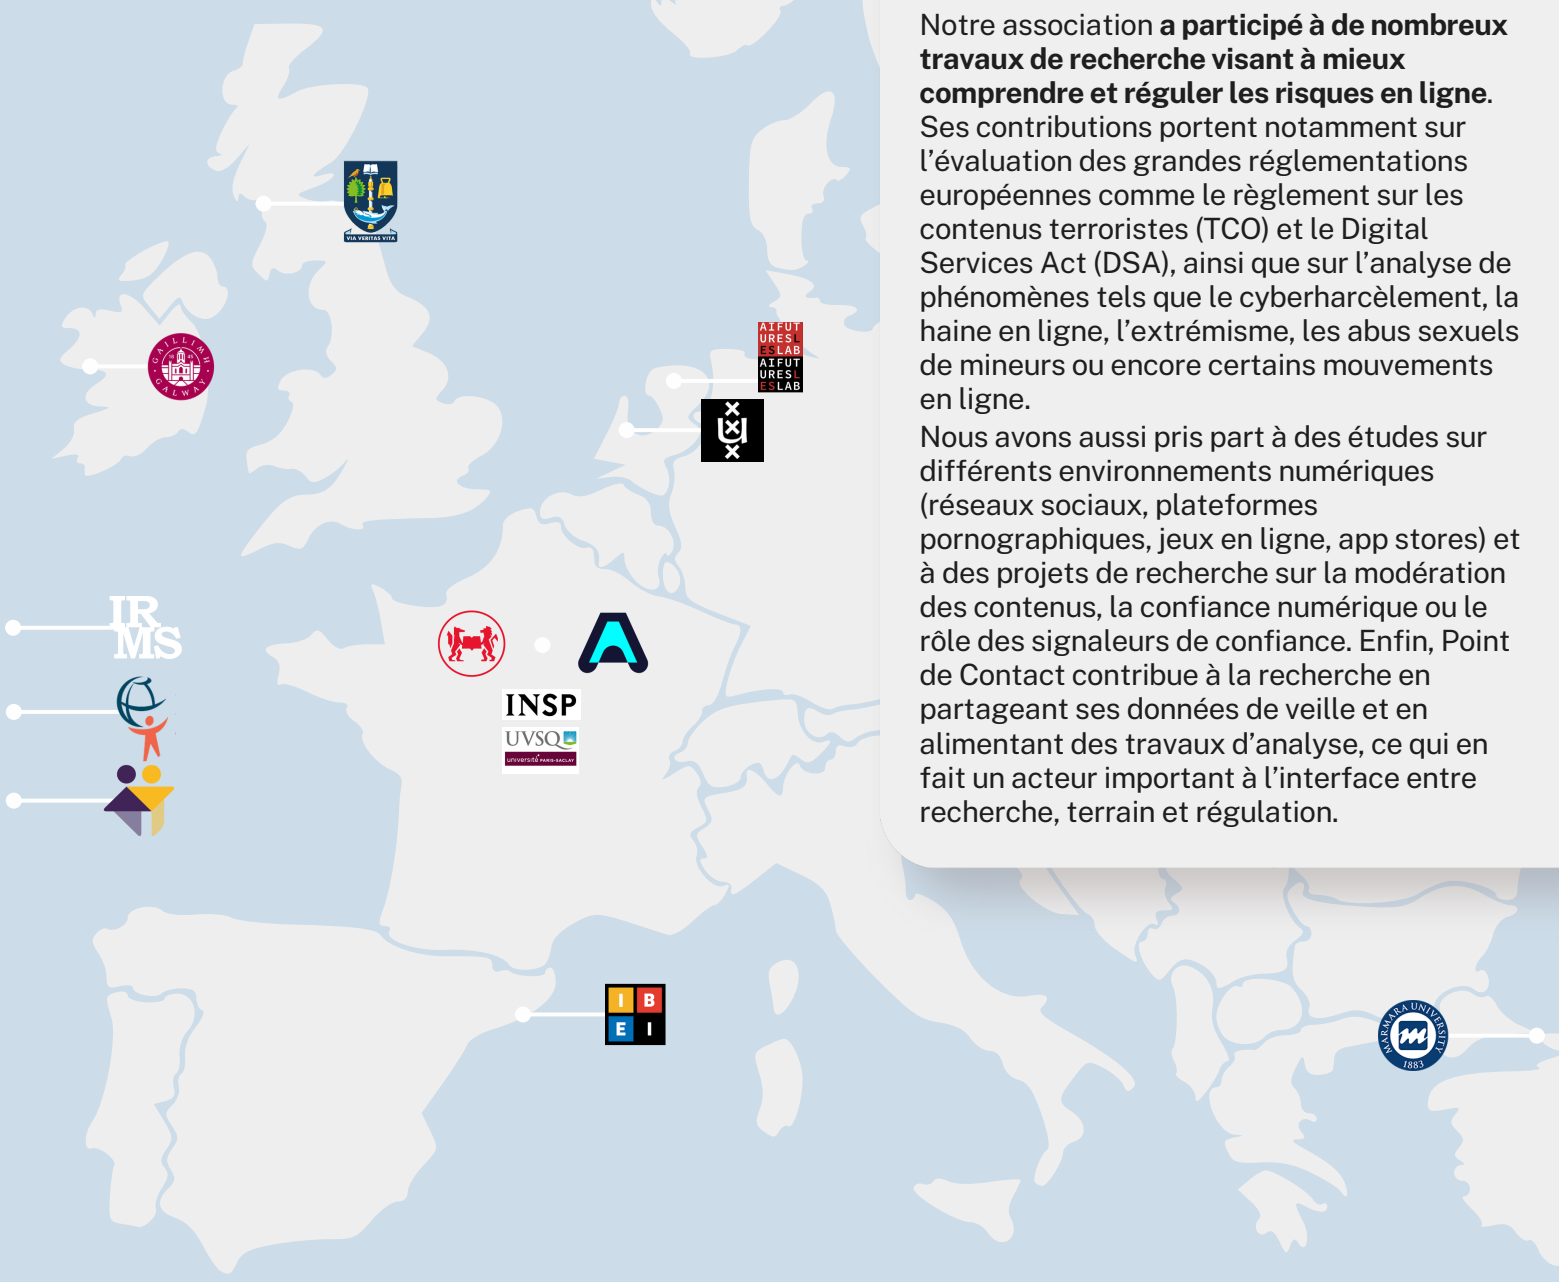 Notre association a participé à de nombreux
travaux de recherche visant à mieux
comprendre et réguler les risques en ligne.
Ses contributions portent notamment sur
l’évaluation des grandes réglementations
européennes comme le règlement sur les
contenus terroristes (TCO) et le Digital
Services Act (DSA), ainsi que sur l’analyse de
phénomènes tels que le cyberharcèlement, la
haine en ligne, l’extrémisme, les abus sexuels
de mineurs ou encore certains mouvements
en ligne.
Nous avons aussi pris part à des études sur
différents environnements numériques
(réseaux sociaux, plateformes
pornographiques, jeux en ligne, app stores) et
à des projets de recherche sur la modération
des contenus, la confiance numérique ou le
rôle des signaleurs de confiance. Enfin, Point
de Contact contribue à la recherche en
partageant ses données de veille et en
alimentant des travaux d’analyse, ce qui en
fait un acteur important à l’interface entre
recherche, terrain et régulation.
VIA VERITAS VITA
GAILLIMH
18 45
GALWAY
AIFUT
URESL
ESLAB
AIFUT
URESL
ESLAB
XXX
U
IR
MS
A
INSP
UVSQ
université PARIS-SACLAY
I B
E I
MARMARA UNIVERSITY
m
1883